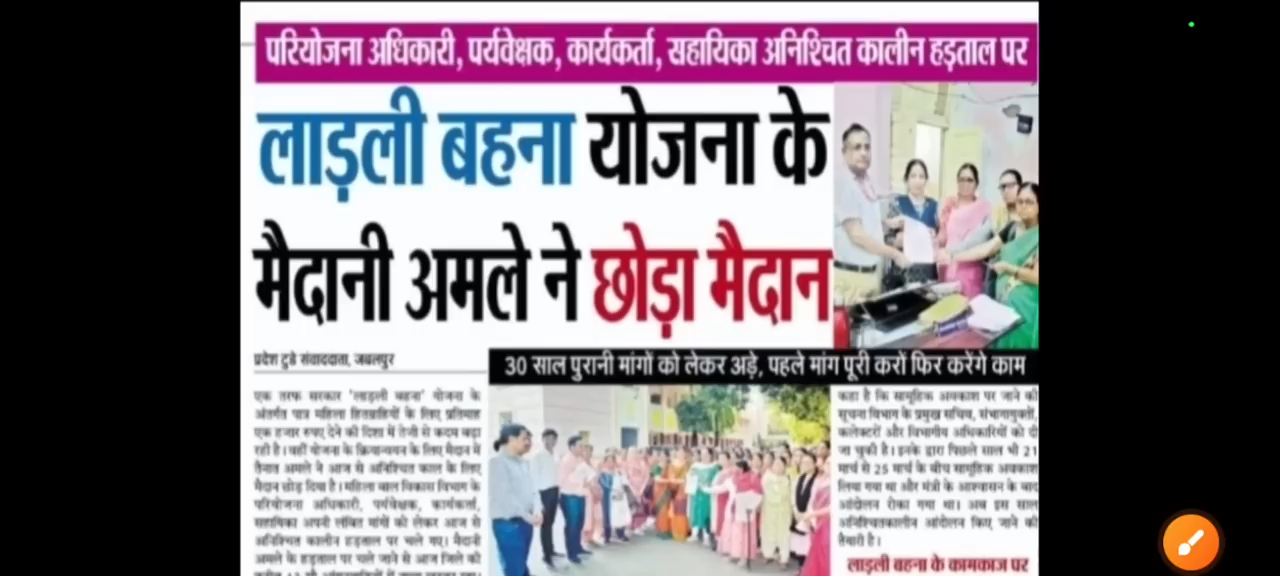 परियोजना अधिकारी, पर्यवेक्षक, कार्यकर्ता, सहायिका अनिश्चित कालीन हड़ताल पर
लाड़ली बहना योजना के
मैदानी अमले ने छोड़ा मैदान
प्रदेश टुडे संवाददाता, जबलपुर
30 साल पुरानी मांगों को लेकर अड़े, पहले मांग पूरी करों फिर करेंगे काम
एक तरफ सरकार 'लाड़ली बहना' योजना के
अंतर्गत पात्र महिला हितग्राहियों के लिए प्रतिमाह
एक हजार रुपए देने की दिशा में तेजी से कदम बढ़ा
रही है। वहीं योजना के क्रियान्वयन के लिए मैदान में
तैनात अमले ने आज से अनिश्चित काल के लिए
मैदान छोड़ दिया है। महिला बाल विकास विभाग के
परियोजना अधिकारी, पर्यवेक्षक, कार्यकर्ता,
सहायिका अपनी लंबित मांगों को लेकर आज से
अनिश्चित कालीन हड़ताल पर चले गए। मैदानी
अमले के हड़ताल पर चले जाने से आज जिले की
कहा है कि सामूहिक अवकाश पर जाने की
सूचना विभाग के प्रमुख सचिव, संभागायुक्तों,
कलेक्टरों और विभागीय अधिकारियों को दी
जा चुकी है। इनके द्वारा पिछले साल भी 21
मार्च से 25 मार्च के बीच सामूहिक अवकाश
लिया गया था और मंत्री के आश्वासन के बाद
आंदोलन रोका गया था। अब इस साल
अनिश्चितकालीन आंदोलन किए जाने की
तैयारी है।
लाड़ली बहना के कामकाज पर